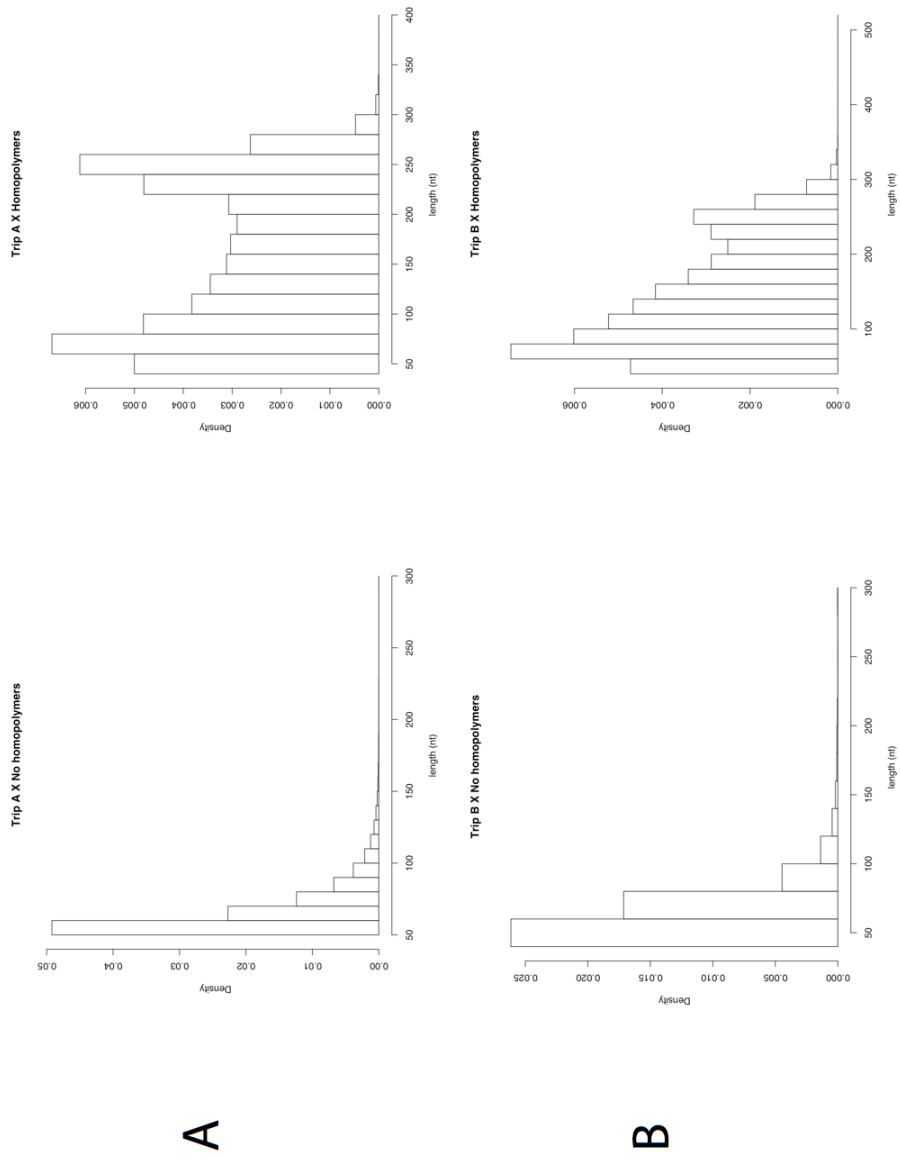 A
Trip A X No homopolymers
Density
0.05
0.04
0.03
0.02
0.01
0.00
50 100 150 200 250 300
length (nt)
Trip A X Homopolymers
Density
0.006
0.005
0.004
0.003
0.002
0.001
0.000
50 100 150 200 250 300 350 400
length (nt)
B
Trip B X No homopolymers
Density
0.025
0.020
0.015
0.010
0.005
0.000
50 100 150 200 250 300
length (nt)
Trip B X Homopolymers
Density
0.006
0.004
0.002
0.000
100 200 300 400 500
length (nt)